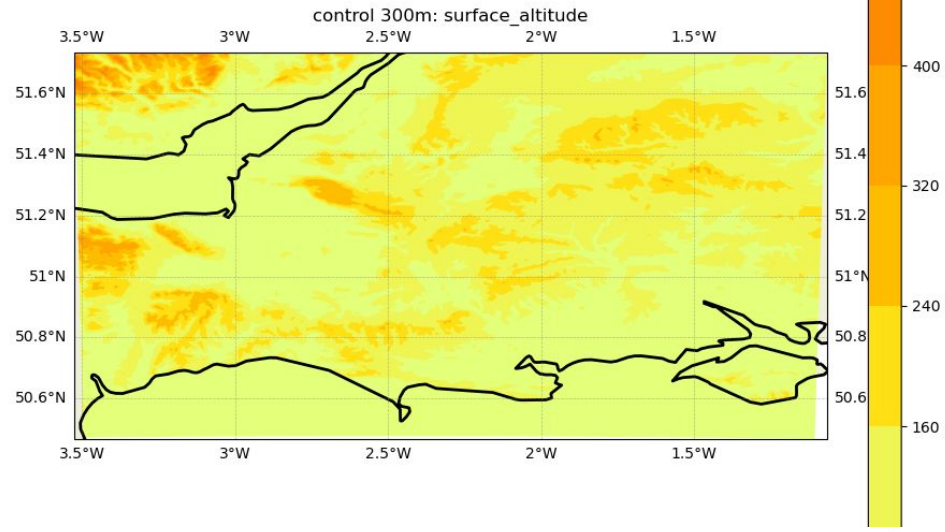 control 300m: surface_altitude
3.5°W 3°W 2.5°W 2°W 1.5°W
400
51.6°N 51.6
51.4°N 51.4
320
51.2°N 51.2
51°N 51°N
240
50.8°N 50.8
50.6°N 50.6
160
3.5°W 3°W 2.5°W 2°W 1.5°W